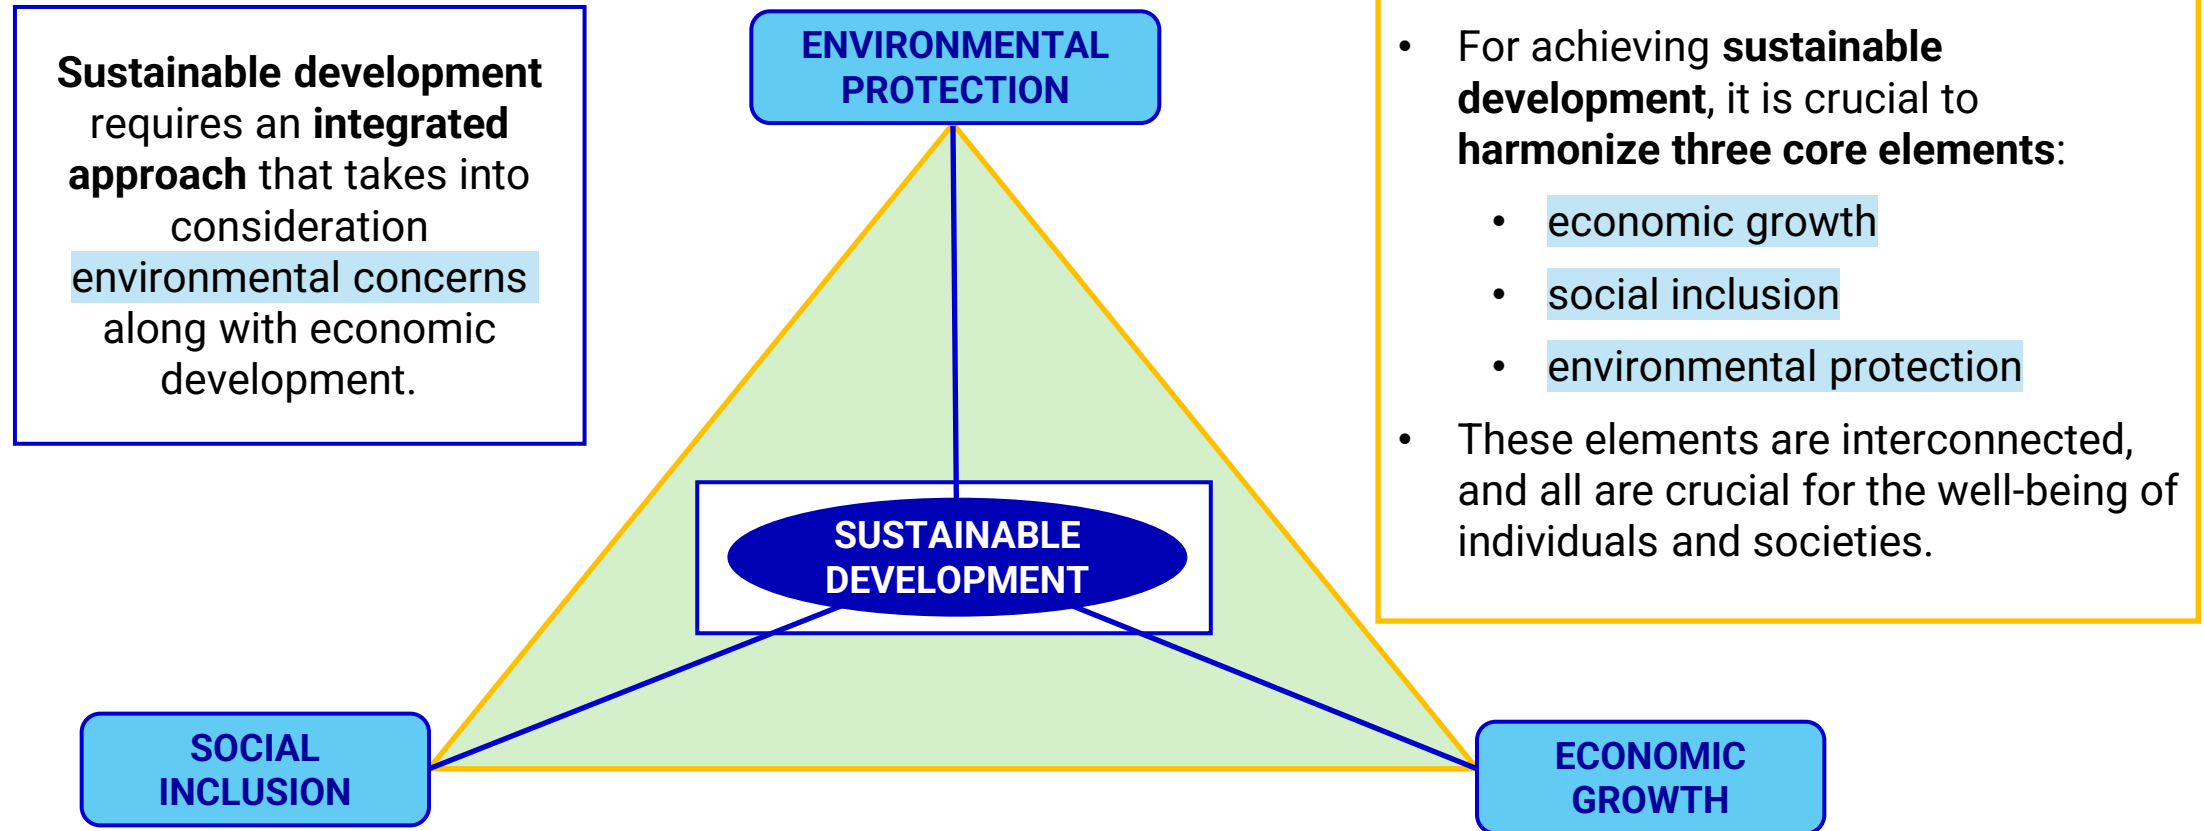 Sustainable development
requires an integrated
approach that takes into
consideration
environmental concerns
along with economic
development.
ENVIRONMENTAL
PROTECTION
• For achieving sustainable
development, it is crucial to
harmonize three core elements:
• economic growth
• social inclusion
• environmental protection
• These elements are interconnected,
and all are crucial for the well-being of
individuals and societies.
SUSTAINABLE
DEVELOPMENT
SOCIAL
INCLUSION
ECONOMIC
GROWTH